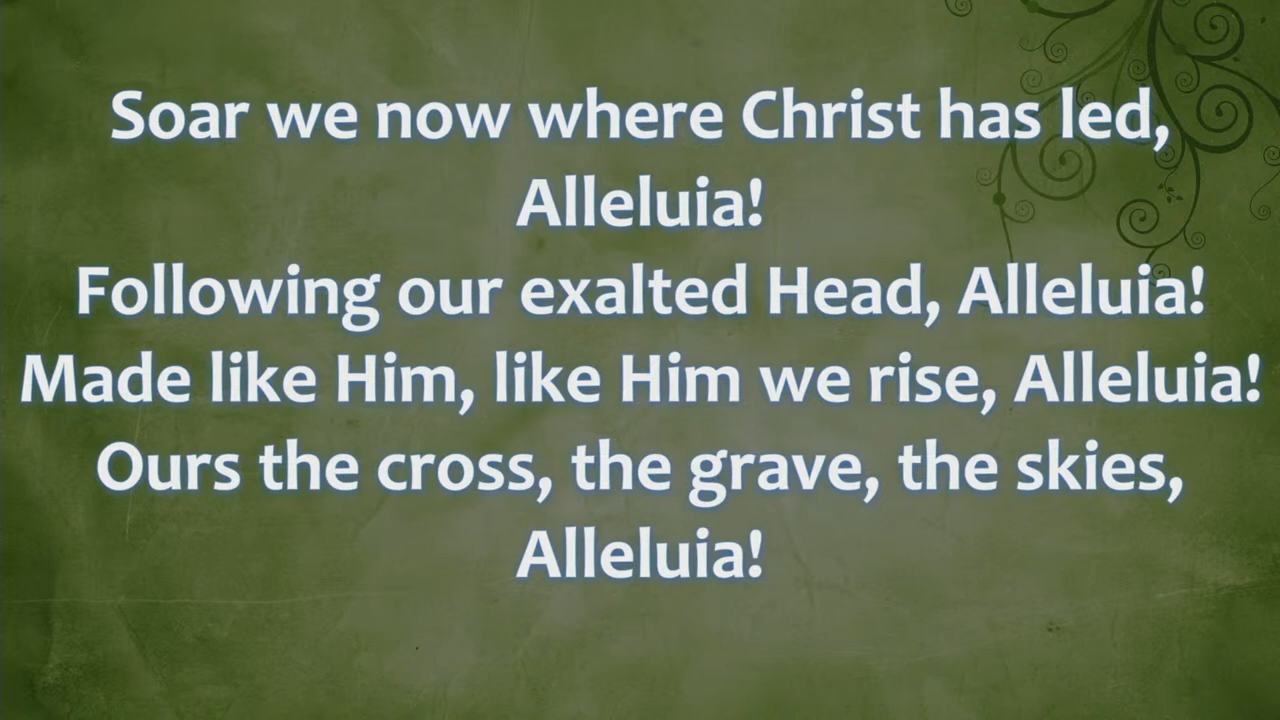 Soar we now where Christ has led,
Alleluia!
Following our exalted Head, Alleluia!
Made like Him, like Him we rise, Alleluia!
Ours the cross, the grave, the skies,
Alleluia!